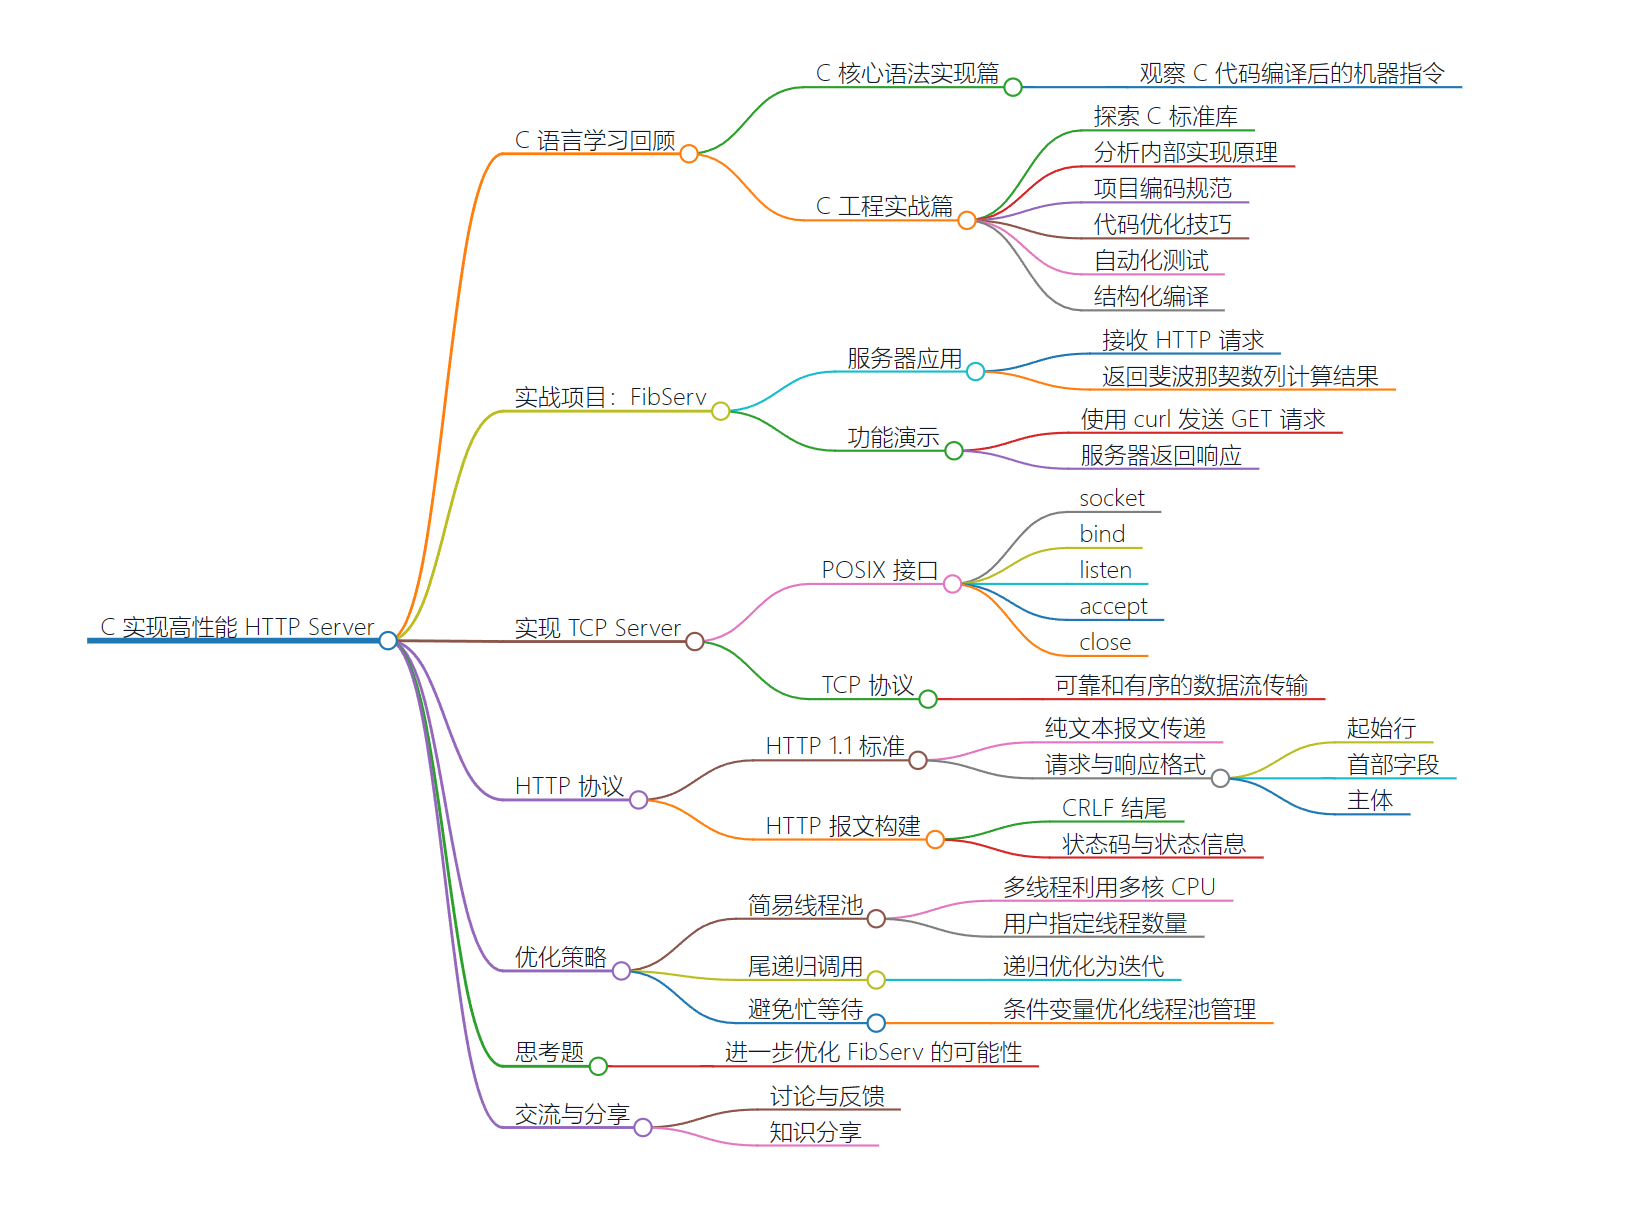 C 实现高性能 HTTP Server
C 语言学习回顾
C 核心语法实现篇
观察 C 代码编译后的机器指令
C 工程实战篇
探索 C 标准库
分析内部实现原理
项目编码规范
代码优化技巧
自动化测试
结构化编译
实战项目：FibServ
服务器应用
接收 HTTP 请求
返回斐波那契数列计算结果
功能演示
使用 curl 发送 GET 请求
服务器返回响应
实现 TCP Server
POSIX 接口
socket
bind
listen
accept
close
TCP 协议
可靠和有序的数据流传输
HTTP 协议
HTTP 1.1 标准
纯文本报文传递
请求与响应格式
起始行
首部字段
主体
HTTP 报文构建
CRLF 结尾
状态码与状态信息
优化策略
简易线程池
多线程利用多核 CPU
用户指定线程数量
尾递归调用
递归优化为迭代
避免忙等待
条件变量优化线程池管理
思考题
进一步优化 FibServ 的可能性
交流与分享
讨论与反馈
知识分享